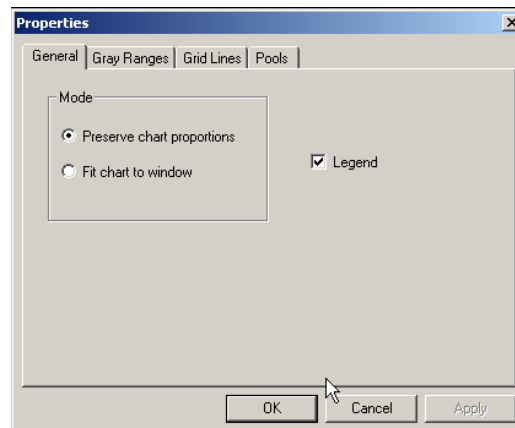 Properties
General Gray Ranges Grid Lines Pools
Mode
Preserve chart proportions
Legend
Fit chart to window
OK Cancel Apply